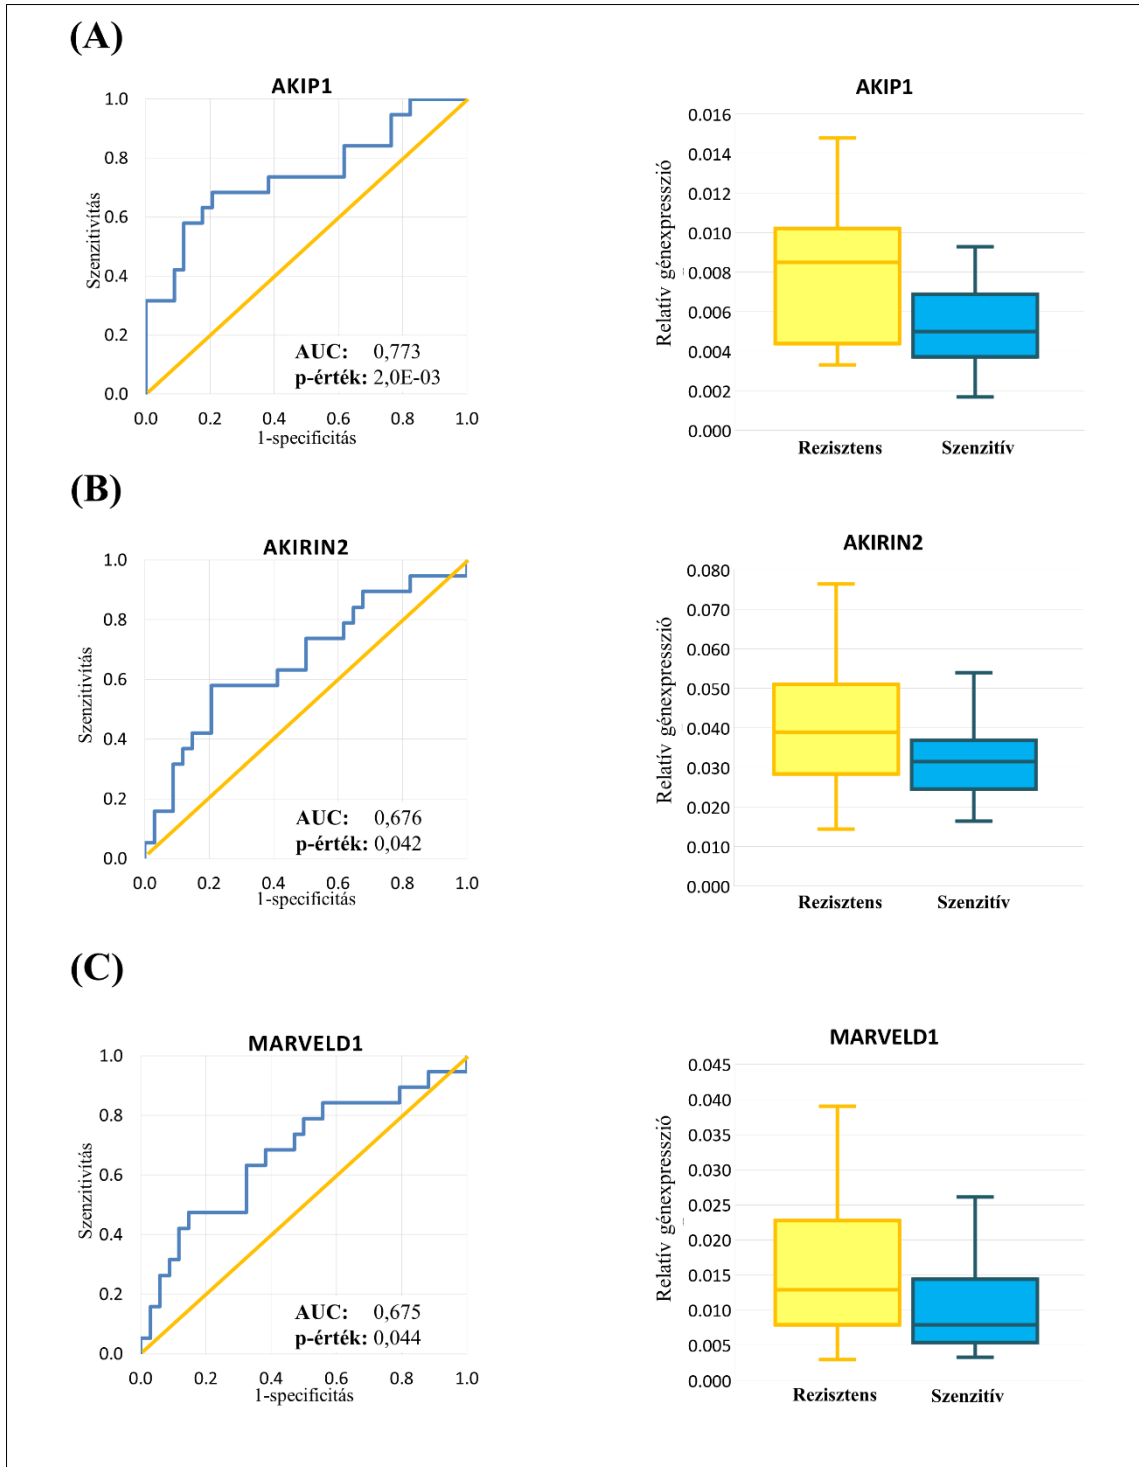 (A)
AKIP1
1.0
0.8
0.6
0.4
0.2
0.0
Szenzitivítás
AUC: 0,773
p-érték: 2,0E-03
0.0 0.2 0.4 0.6 0.8 1.0
1-specificitás
AKIP1
0.016
0.014
0.012
0.010
0.008
0.006
0.004
0.002
0.000
Relatív génexpresszió
Rezisztens Szenzitív
(B)
AKIRIN2
1.0
0.8
0.6
0.4
0.2
0.0
Szenzitivítás
AUC: 0,676
p-érték: 0,042
0.0 0.2 0.4 0.6 0.8 1.0
1-specificitás
AKIRIN2
0.080
0.070
0.060
0.050
0.040
0.030
0.020
0.010
0.000
Relatív génexpresszió
Rezisztens Szenzitív
(C)
MARVELD1
1.0
0.8
0.6
0.4
0.2
0.0
Szenzitivítás
AUC: 0,675
p-érték: 0,044
0.0 0.2 0.4 0.6 0.8 1.0
1-specificitás
MARVELD1
0.045
0.040
0.035
0.030
0.025
0.020
0.015
0.010
0.005
0.000
Relatív génexpresszió
Rezisztens Szenzitív